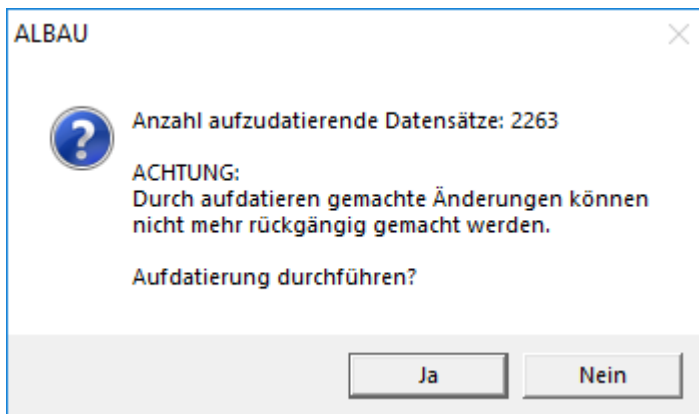 ALBAU
Anzahl aufzudatierende Datensätze: 2263
ACHTUNG:
Durch aufdatieren gemachte Änderungen können
nicht mehr rückgängig gemacht werden.
Aufdatierung durchführen?
Ja
Nein